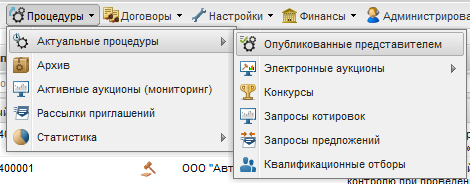 Процедуры Договоры Настройки Финансы Администриров
Актуальные процедуры
Архив
Активные аукционы (мониторинг)
Рассылки приглашений
Статистика
Опубликованные представителем
Электронные аукционы
Конкурсы
Запросы котировок
Запросы предложений
Квалификационные отборы
400001 ООО "Авт
контролю при проведен